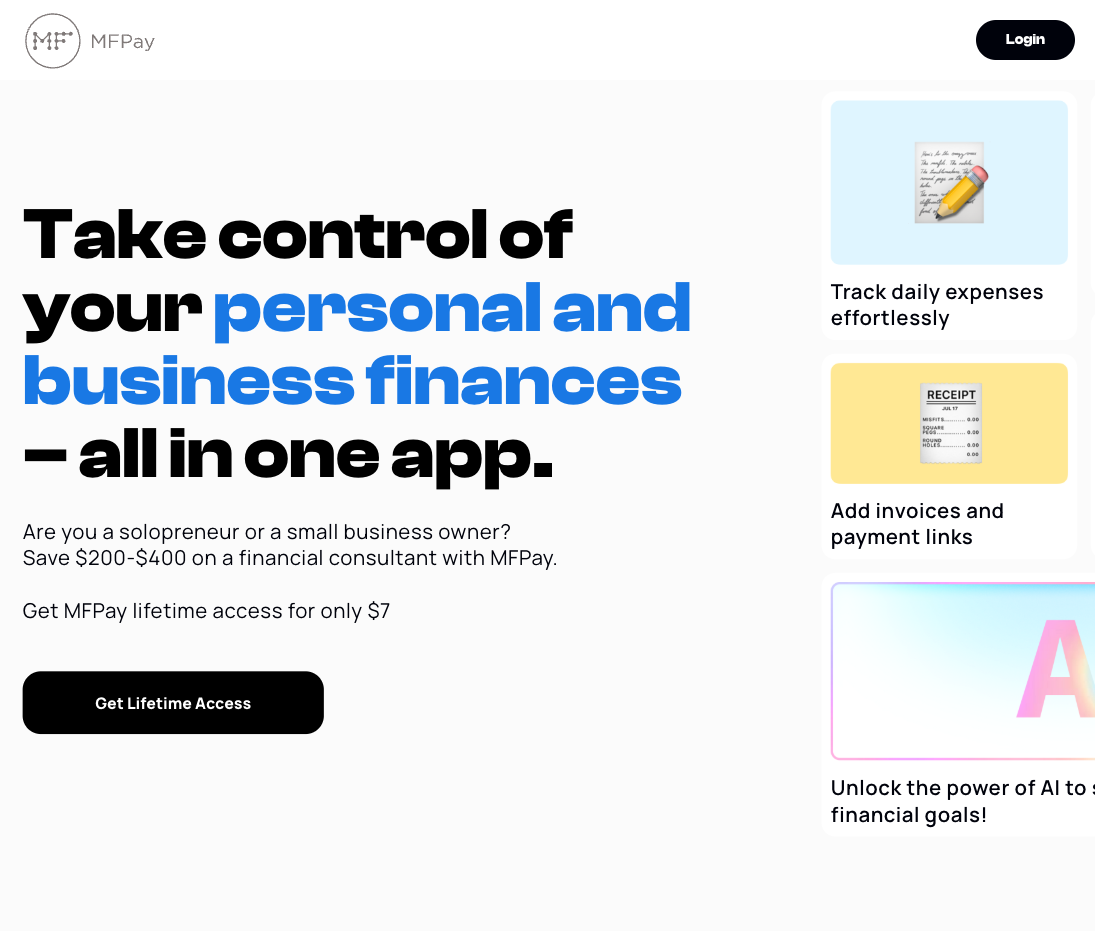 MF MFPay
Login
Take control of
your personal and
business finances
– all in one app.
Are you a solopreneur or a small business owner?
Save $200-$400 on a financial consultant with MFPay.
Get MFPay lifetime access for only $7
Get Lifetime Access
Track daily expenses
effortlessly
RECEIPT
JUL 17
MISFITS............ 0.00
SQUARE
PEGS............... 0.00
ROUND
HOLES.............. 0.00
0.00
Add invoices and
payment links
A
Unlock the power of AI to
financial goals!